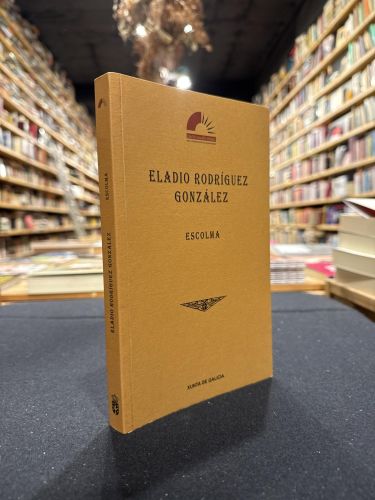 ELADIO RODRÍGUEZ
GONZÁLEZ
ESCOLMA
XUNTA DE GALICIA
ELADIO RODRÍGUEZ GONZÁLEZ
ESCOLMA